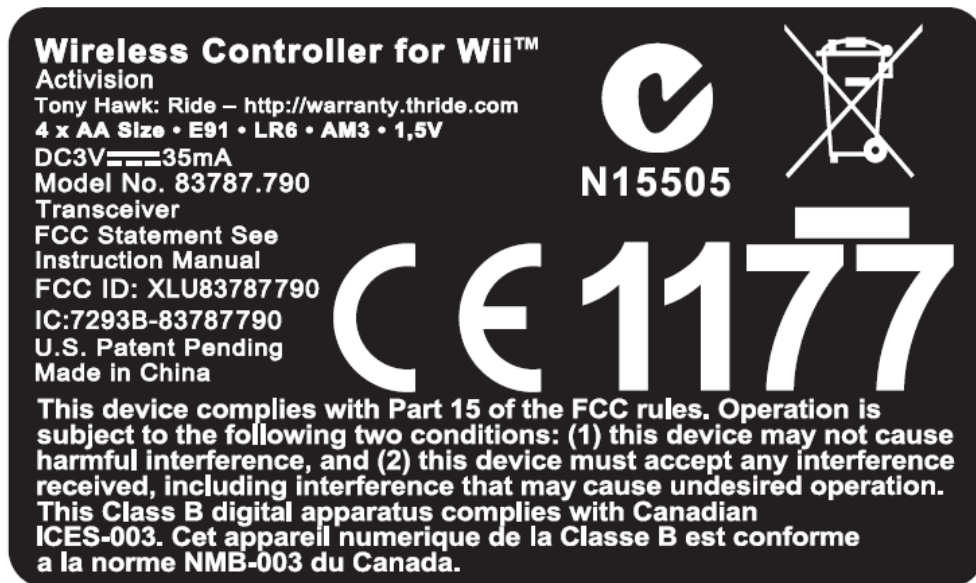 Wireless Controller for Wii™
Activision
Tony Hawk: Ride – http://warranty.thride.com
4 x AA Size • E91 • LR6 • AM3 • 1,5V
DC3V⎓35mA
Model No. 83787.790
Transceiver
FCC Statement See
Instruction Manual
FCC ID: XLU83787790
IC:7293B-83787790
U.S. Patent Pending
Made in China
N15505
CE1177
This device complies with Part 15 of the FCC rules. Operation is
subject to the following two conditions: (1) this device may not cause
harmful interference, and (2) this device must accept any interference
received, including interference that may cause undesired operation.
This Class B digital apparatus complies with Canadian
ICES-003. Cet appareil numerique de la Classe B est conforme
a la norme NMB-003 du Canada.